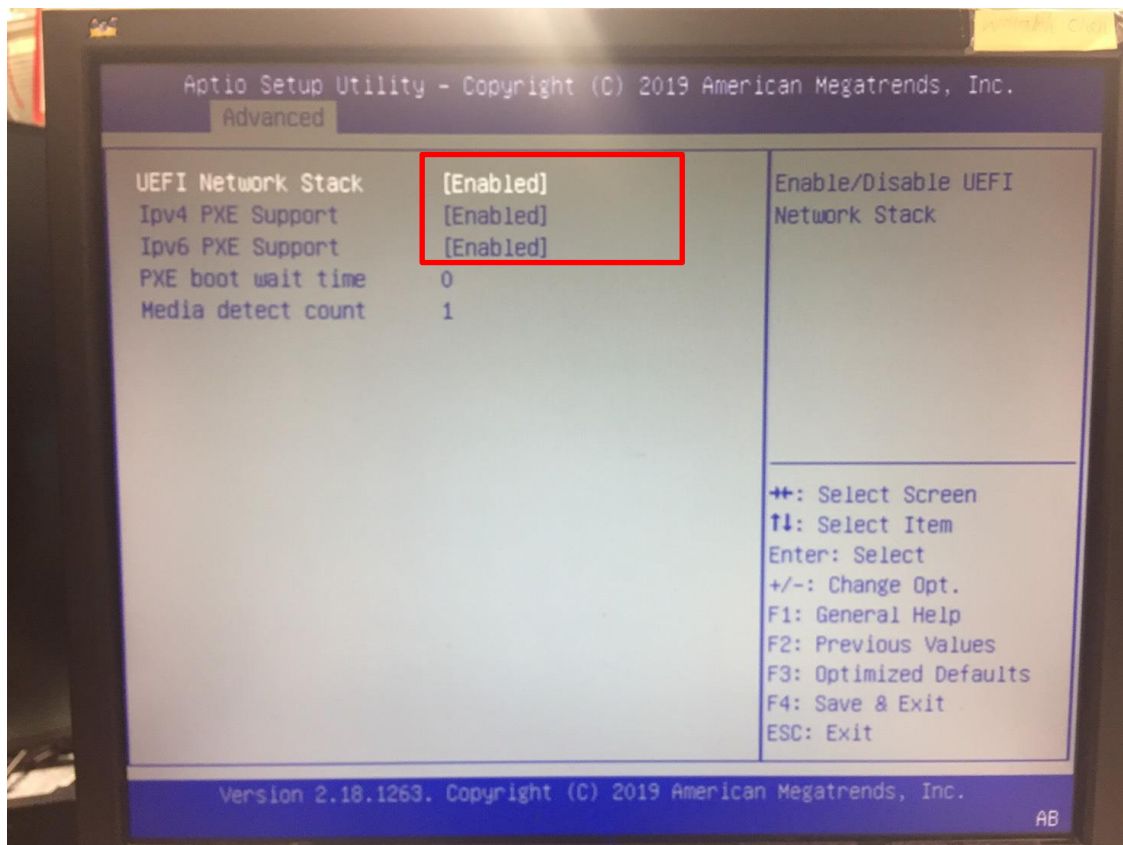 Aptio Setup Utility - Copyright (C) 2019 American Megatrends, Inc.
Advanced
UEFI Network Stack [Enabled]
Ipv4 PXE Support [Enabled]
Ipv6 PXE Support [Enabled]
PXE boot wait time 0
Media detect count 1
Enable/Disable UEFI
Network Stack
→←: Select Screen
↑↓: Select Item
Enter: Select
+/-: Change Opt.
F1: General Help
F2: Previous Values
F3: Optimized Defaults
F4: Save & Exit
ESC: Exit
Version 2.18.1263. Copyright (C) 2019 American Megatrends, Inc.
AB